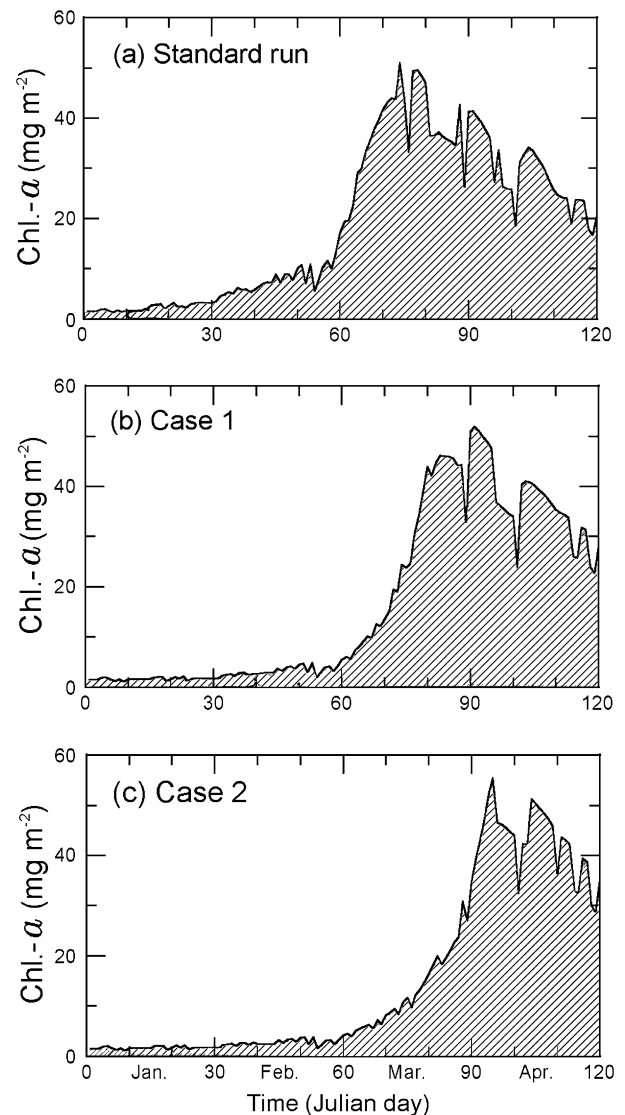 60
(a) Standard run
40
20
0
Chl.-a (mg m-2)
0 30 60 90 120
60
(b) Case 1
40
20
0
Chl.-a (mg m-2)
0 30 60 90 120
60
(c) Case 2
40
20
0
Chl.-a (mg m-2)
0 Jan. 30 Feb. 60 Mar. 90 Apr. 120
Time (Julian day)